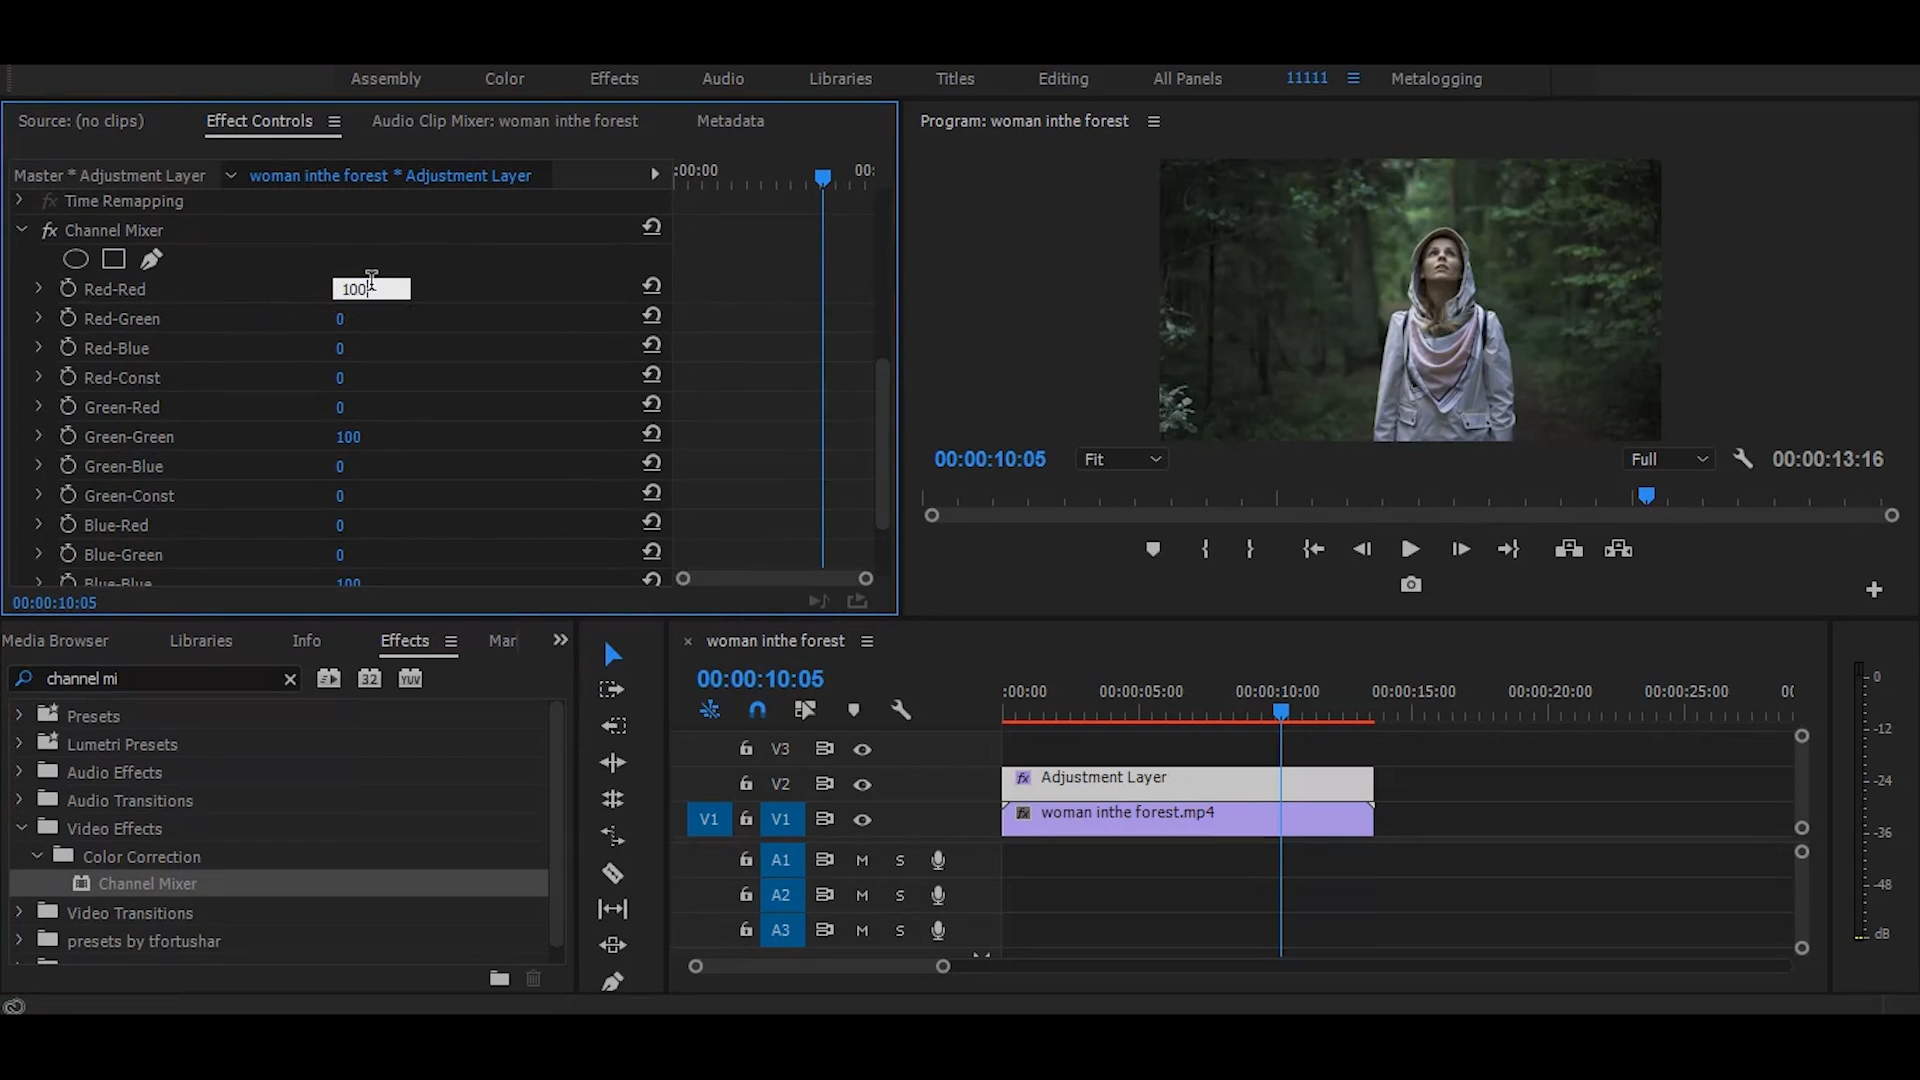 Assembly Color Effects Audio Libraries Titles Editing All Panels 11111 Metalogging
Source: (no clips) Effect Controls Audio Clip Mixer: woman inthe forest Metadata
Master * Adjustment Layer woman inthe forest * Adjustment Layer :00:00 00:
fx Time Remapping
fx Channel Mixer
Red-Red 100
Red-Green 0
Red-Blue 0
Red-Const 0
Green-Red 0
Green-Green 100
Green-Blue 0
Green-Const 0
Blue-Red 0
Blue-Green 0
Blue-Blue 100
00:00:10:05
Program: woman inthe forest
00:00:10:05 Fit Full 00:00:13:16
Media Browser Libraries Info Effects Mar
channel mi 32 YUV
Presets
Lumetri Presets
Audio Effects
Audio Transitions
Video Effects
Color Correction
Channel Mixer
Video Transitions
presets by tfortushar
× woman inthe forest
00:00:10:05
:00:00 00:00:05:00 00:00:10:00 00:00:15:00 00:00:20:00 00:00:25:00 00
V3
V2 fx Adjustment Layer
V1 V1 fx woman inthe forest.mp4
A1 M S
A2 M S
A3 M S
0
-12
-24
-36
-48
dB